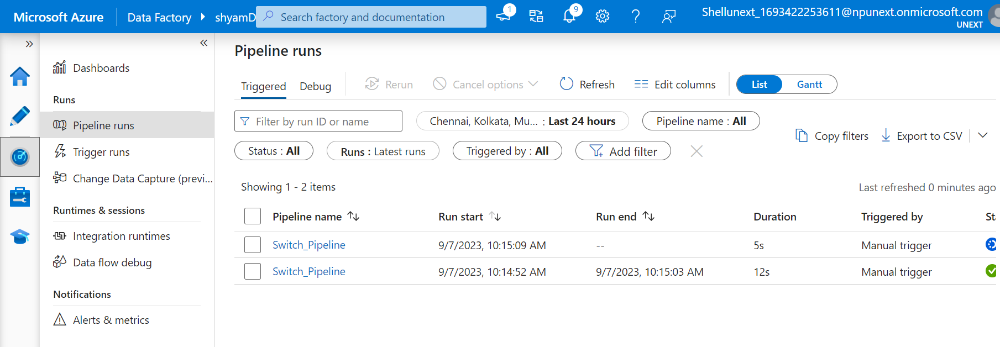 Microsoft Azure
Data Factory
shyamD
Search factory and documentation
1
9
Shellunext_1693422253611@npunext.onmicrosoft.com
UNEXT
Dashboards
Runs
Pipeline runs
Trigger runs
Change Data Capture (previ...
Runtimes & sessions
Integration runtimes
Data flow debug
Notifications
Alerts & metrics
Pipeline runs
Triggered Debug Rerun Cancel options Refresh Edit columns List Gantt
Filter by run ID or name
Chennai, Kolkata, Mu... : Last 24 hours
Pipeline name : All
Status : All
Runs : Latest runs
Triggered by : All
Add filter
Copy filters
Export to CSV
Showing 1 - 2 items
Last refreshed 0 minutes ago
Pipeline name Run start Run end Duration Triggered by Sta
Switch_Pipeline 9/7/2023, 10:15:09 AM -- 5s Manual trigger
Switch_Pipeline 9/7/2023, 10:14:52 AM 9/7/2023, 10:15:03 AM 12s Manual trigger